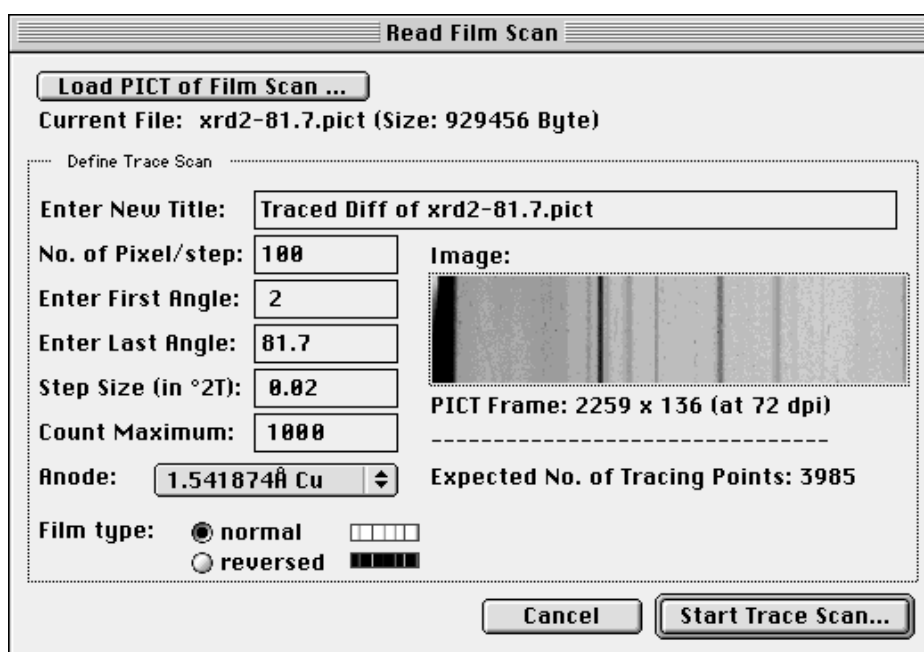 Read Film Scan
Load PICT of Film Scan ...
Current File: xrd2-81.7.pict (Size: 929456 Byte)
Define Trace Scan
Enter New Title: Traced Diff of xrd2-81.7.pict
No. of Pixel/step: 100
Image:
Enter First Angle: 2
Enter Last Angle: 81.7
Step Size (in °2T): 0.02
PICT Frame: 2259 x 136 (at 72 dpi)
Count Maximum: 1000
--------------------------------
Anode: 1.541874Å Cu
Expected No. of Tracing Points: 3985
Film type: normal
reversed
Cancel
Start Trace Scan...